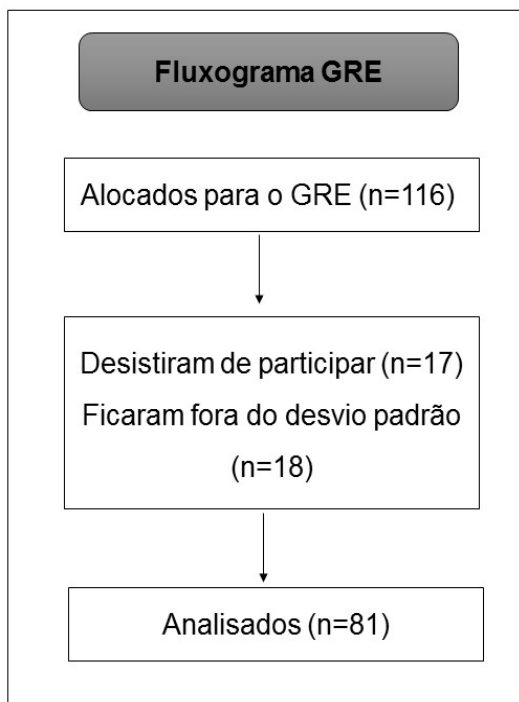 Fluxograma GRE
Alocados para o GRE (n=116)
Desistiram de participar (n=17)
Ficaram fora do desvio padrão
(n=18)
Analisados (n=81)